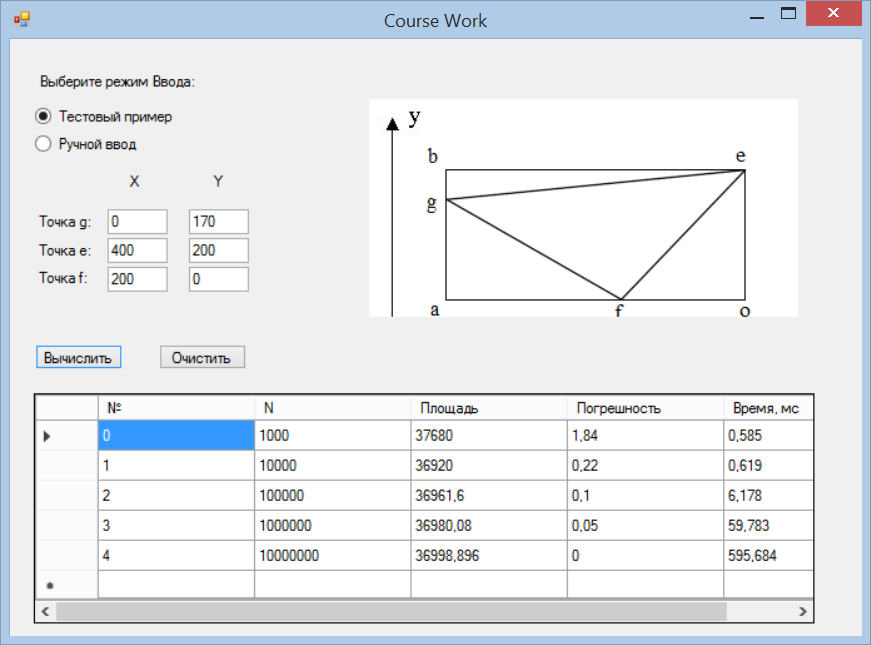 Course Work
Выберите режим Ввода:
Тестовый пример
Ручной ввод
X Y
Точка g: 0 170
Точка e: 400 200
Точка f: 200 0
y
b e
g
a f o
Вычислить Очистить
№ N Площадь Погрешность Время, мс
0 1000 37680 1,84 0,585
1 10000 36920 0,22 0,619
2 100000 36961,6 0,1 6,178
3 1000000 36980,08 0,05 59,783
4 10000000 36998,896 0 595,684